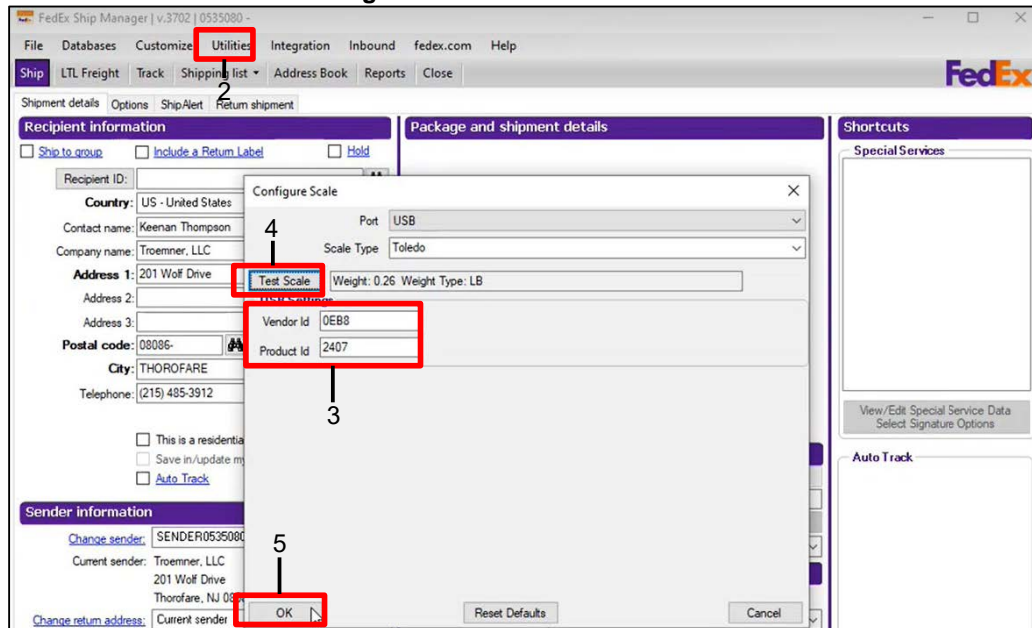 FedEx Ship Manager | v.3702 | 0535080 -
File Databases Customize Utilities Integration Inbound fedex.com Help
Ship LTL Freight Track Shipping list Address Book Reports Close
FedEx
2
Shipment details Options ShipAlert Return shipment
Recipient information
Package and shipment details
Shortcuts
Ship to group Include a Return Label Hold
Special Services
Recipient ID:
Country: US - United States
Contact name: Keenan Thompson
Company name: Troemner, LLC
Address 1: 201 Wolf Drive
Address 2:
Address 3:
Postal code: 08086-
City: THOROFARE
Telephone: (215) 485-3912
This is a residentia
Save in/update my
Auto Track
Configure Scale
Port USB
4
Scale Type Toledo
Test Scale Weight: 0.26 Weight Type: LB
Vendor Id 0EB8
Product Id 2407
3
View/Edit Special Service Data
Select Signature Options
Auto Track
Sender information
Change sender: SENDER0535080
Current sender: Troemner, LLC
201 Wolf Drive
Thorofare, NJ
Change return address: Current sender
5
OK Reset Defaults Cancel